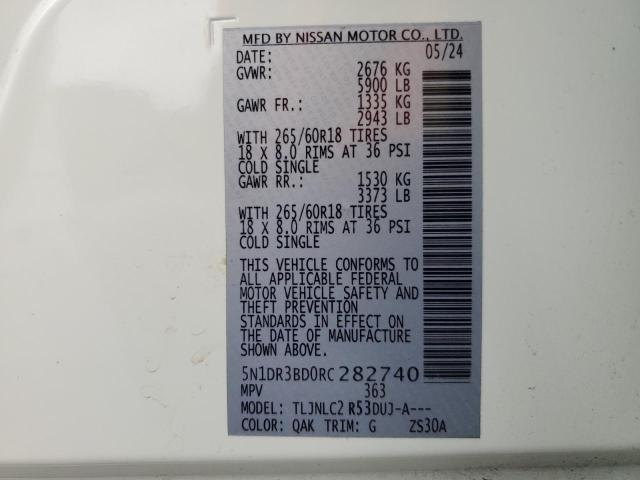 MFD BY NISSAN MOTOR CO., LTD.
DATE: 05/24
GVWR: 2676 KG
5900 LB
GAWR FR.: 1335 KG
2943 LB
WITH 265/60R18 TIRES
18 X 8.0 RIMS AT 36 PSI
COLD SINGLE
GAWR RR.: 1530 KG
3373 LB
WITH 265/60R18 TIRES
18 X 8.0 RIMS AT 36 PSI
COLD SINGLE
THIS VEHICLE CONFORMS TO
ALL APPLICABLE FEDERAL
MOTOR VEHICLE SAFETY AND
THEFT PREVENTION
STANDARDS IN EFFECT ON
THE DATE OF MANUFACTURE
SHOWN ABOVE.
5N1DR3BD0RC282740
MPV 363
MODEL: TLJNLC2 R53DUJ-A---
COLOR: QAK TRIM: G ZS30A